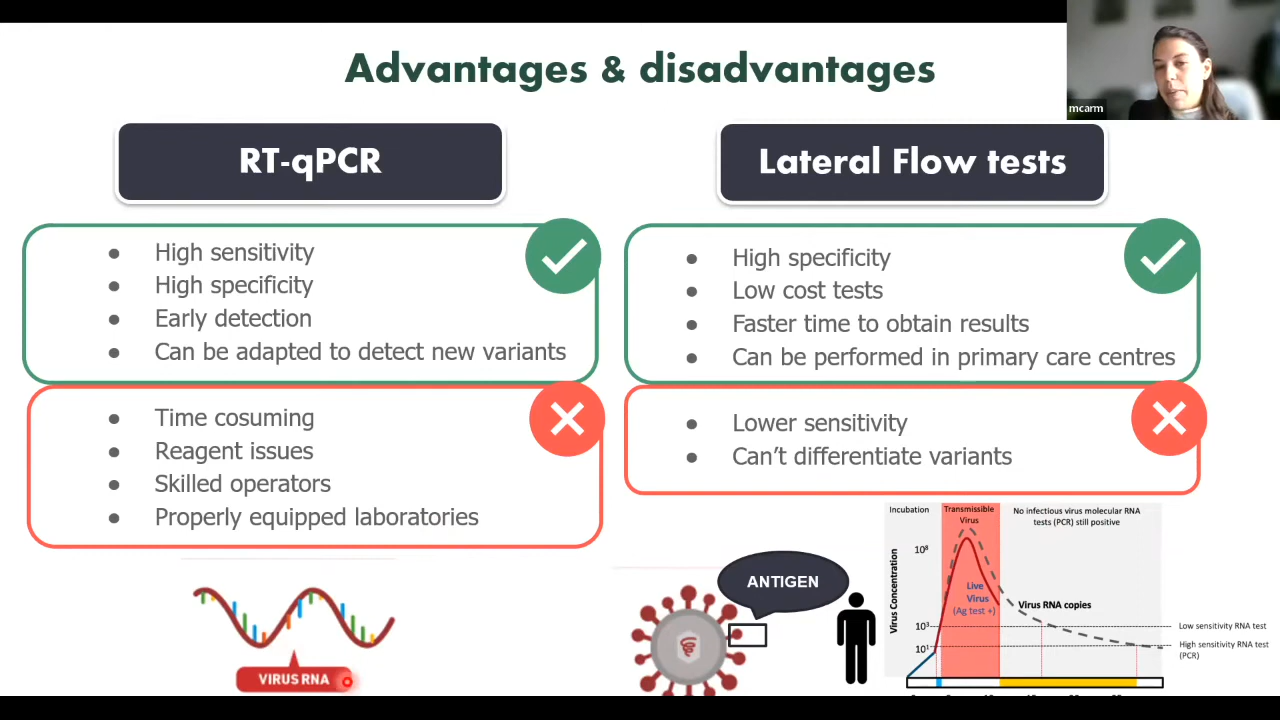 Advantages & disadvantages
mcarm
RT-qPCR
High sensitivity
High specificity
Early detection
Can be adapted to detect new variants
Time cosuming
Reagent issues
Skilled operators
Properly equipped laboratories
VIRUS RNA
Lateral Flow tests
High specificity
Low cost tests
Faster time to obtain results
Can be performed in primary care centres
Lower sensitivity
Can't differentiate variants
ANTIGEN
Incubation
Transmissible
Virus
No infectious virus molecular RNA
tests (PCR) still positive
Virus Concentration
10⁸
10³
10¹
Live
Virus
(Ag test +)
Virus RNA copies
Low sensitivity RNA test
High sensitivity RNA test
(PCR)